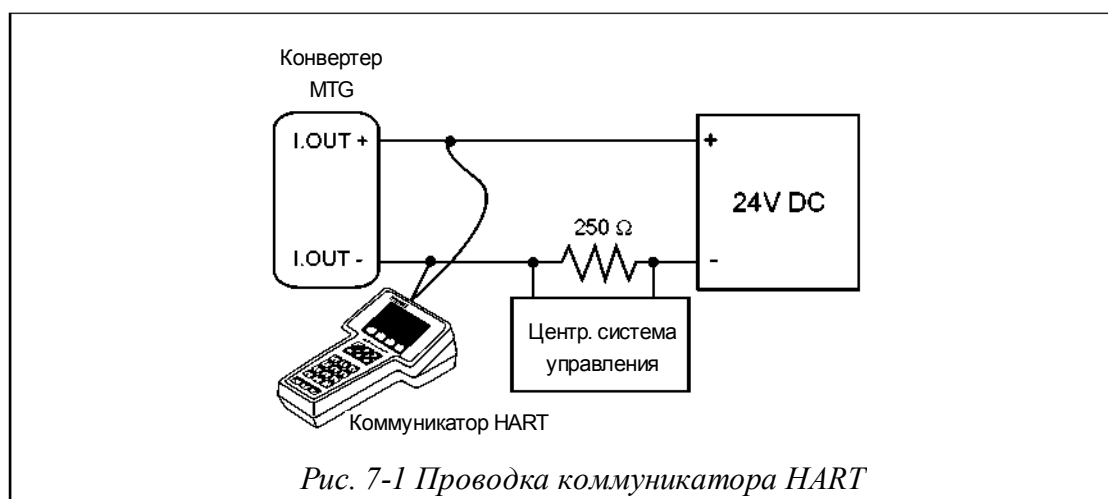 Конвертер
MTG
I.OUT +
+
24V DC
250 Ω
I.OUT -
-
Центр. система
управления
Коммуникатор HART
Рис. 7-1 Проводка коммуникатора HART